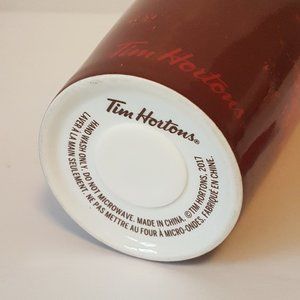 Tim Hortons
Tim Hortons®
HAND WASH ONLY. DO NOT MICROWAVE. MADE IN CHINA. ©TIM HORTONS, 2017
LAVER À LA MAIN SEULEMENT. NE PAS METTRE AU FOUR À MICRO-ONDES. FABRIQUÉ EN CHINE.